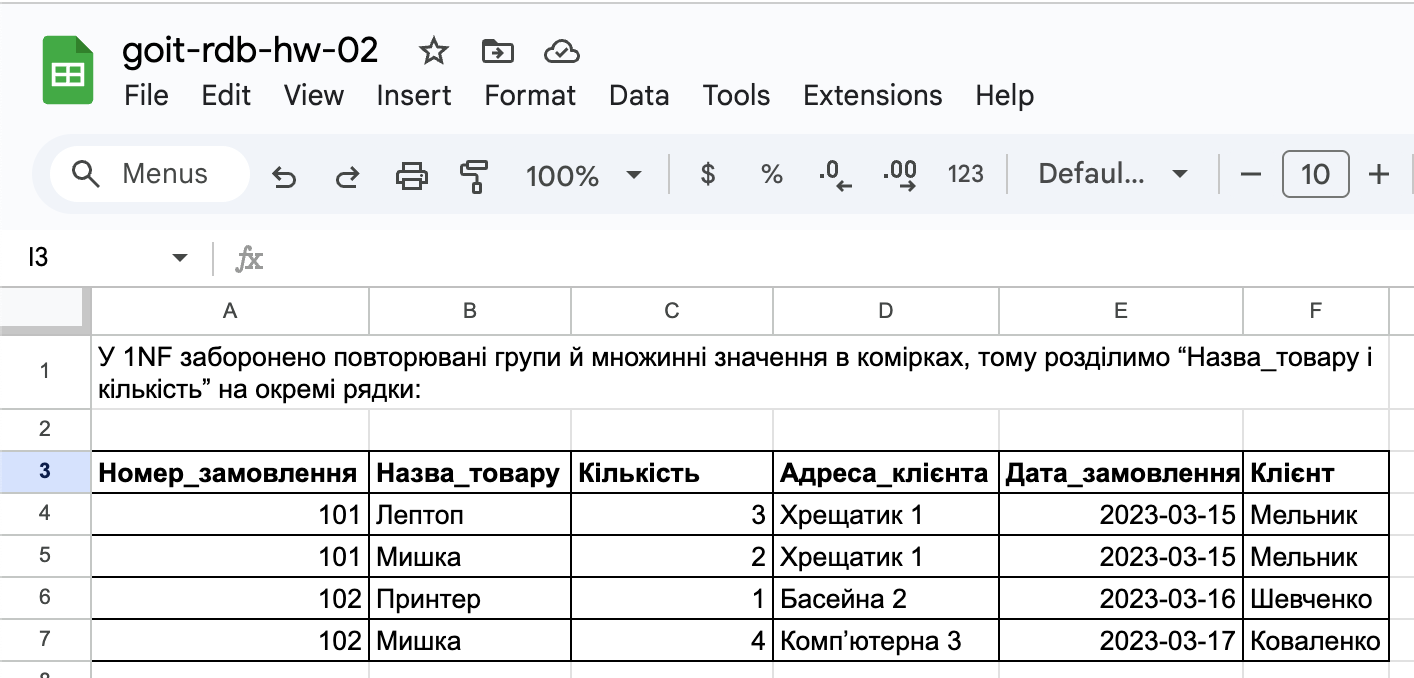 goit-rdb-hw-02
File Edit View Insert Format Data Tools Extensions Help
Menus 100% $ % .0 .00 123 Defaul... − 10 +
I3 fx
A B C D E F
1 У 1NF заборонено повторювані групи й множинні значення в комірках, тому розділимо “Назва_товару і
кількість” на окремі рядки:
2
3 Номер_замовлення Назва_товару Кількість Адреса_клієнта Дата_замовлення Клієнт
4 101 Лептоп 3 Хрещатик 1 2023-03-15 Мельник
5 101 Мишка 2 Хрещатик 1 2023-03-15 Мельник
6 102 Принтер 1 Басейна 2 2023-03-16 Шевченко
7 102 Мишка 4 Комп’ютерна 3 2023-03-17 Коваленко